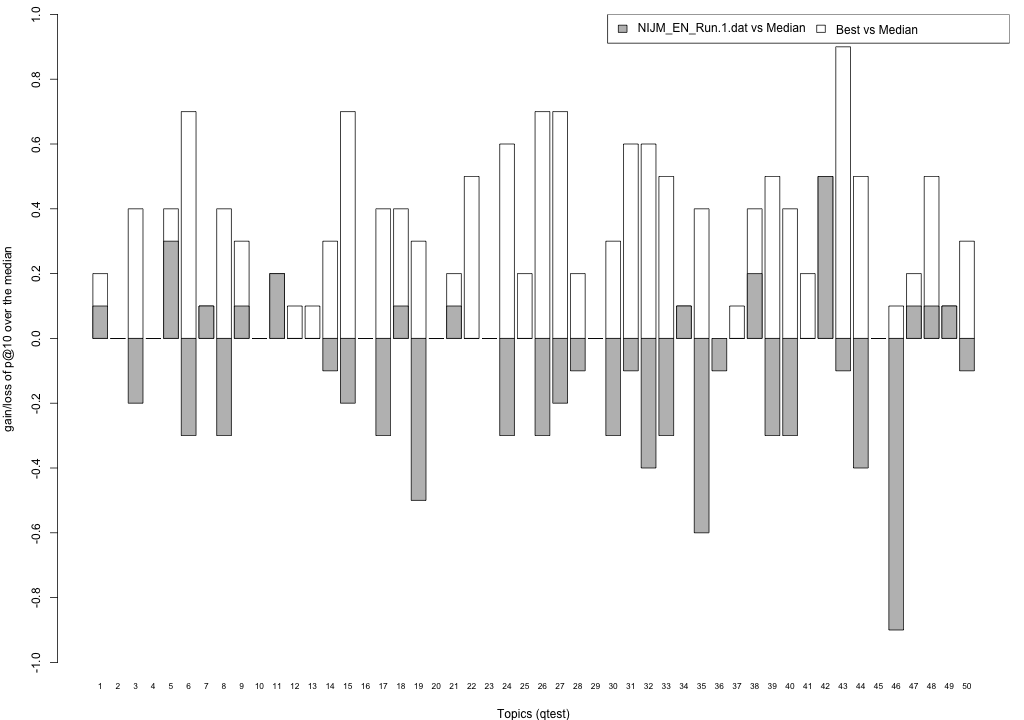 NIJM_EN_Run.1.dat vs Median Best vs Median
1.0
0.8
0.6
0.4
0.2
0.0
-0.2
-0.4
-0.6
-0.8
-1.0
gain/loss of p@10 over the median
1 2 3 4 5 6 7 8 9 10 11 12 13 14 15 16 17 18 19 20 21 22 23 24 25 26 27 28 29 30 31 32 33 34 35 36 37 38 39 40 41 42 43 44 45 46 47 48 49 50
Topics (qtest)